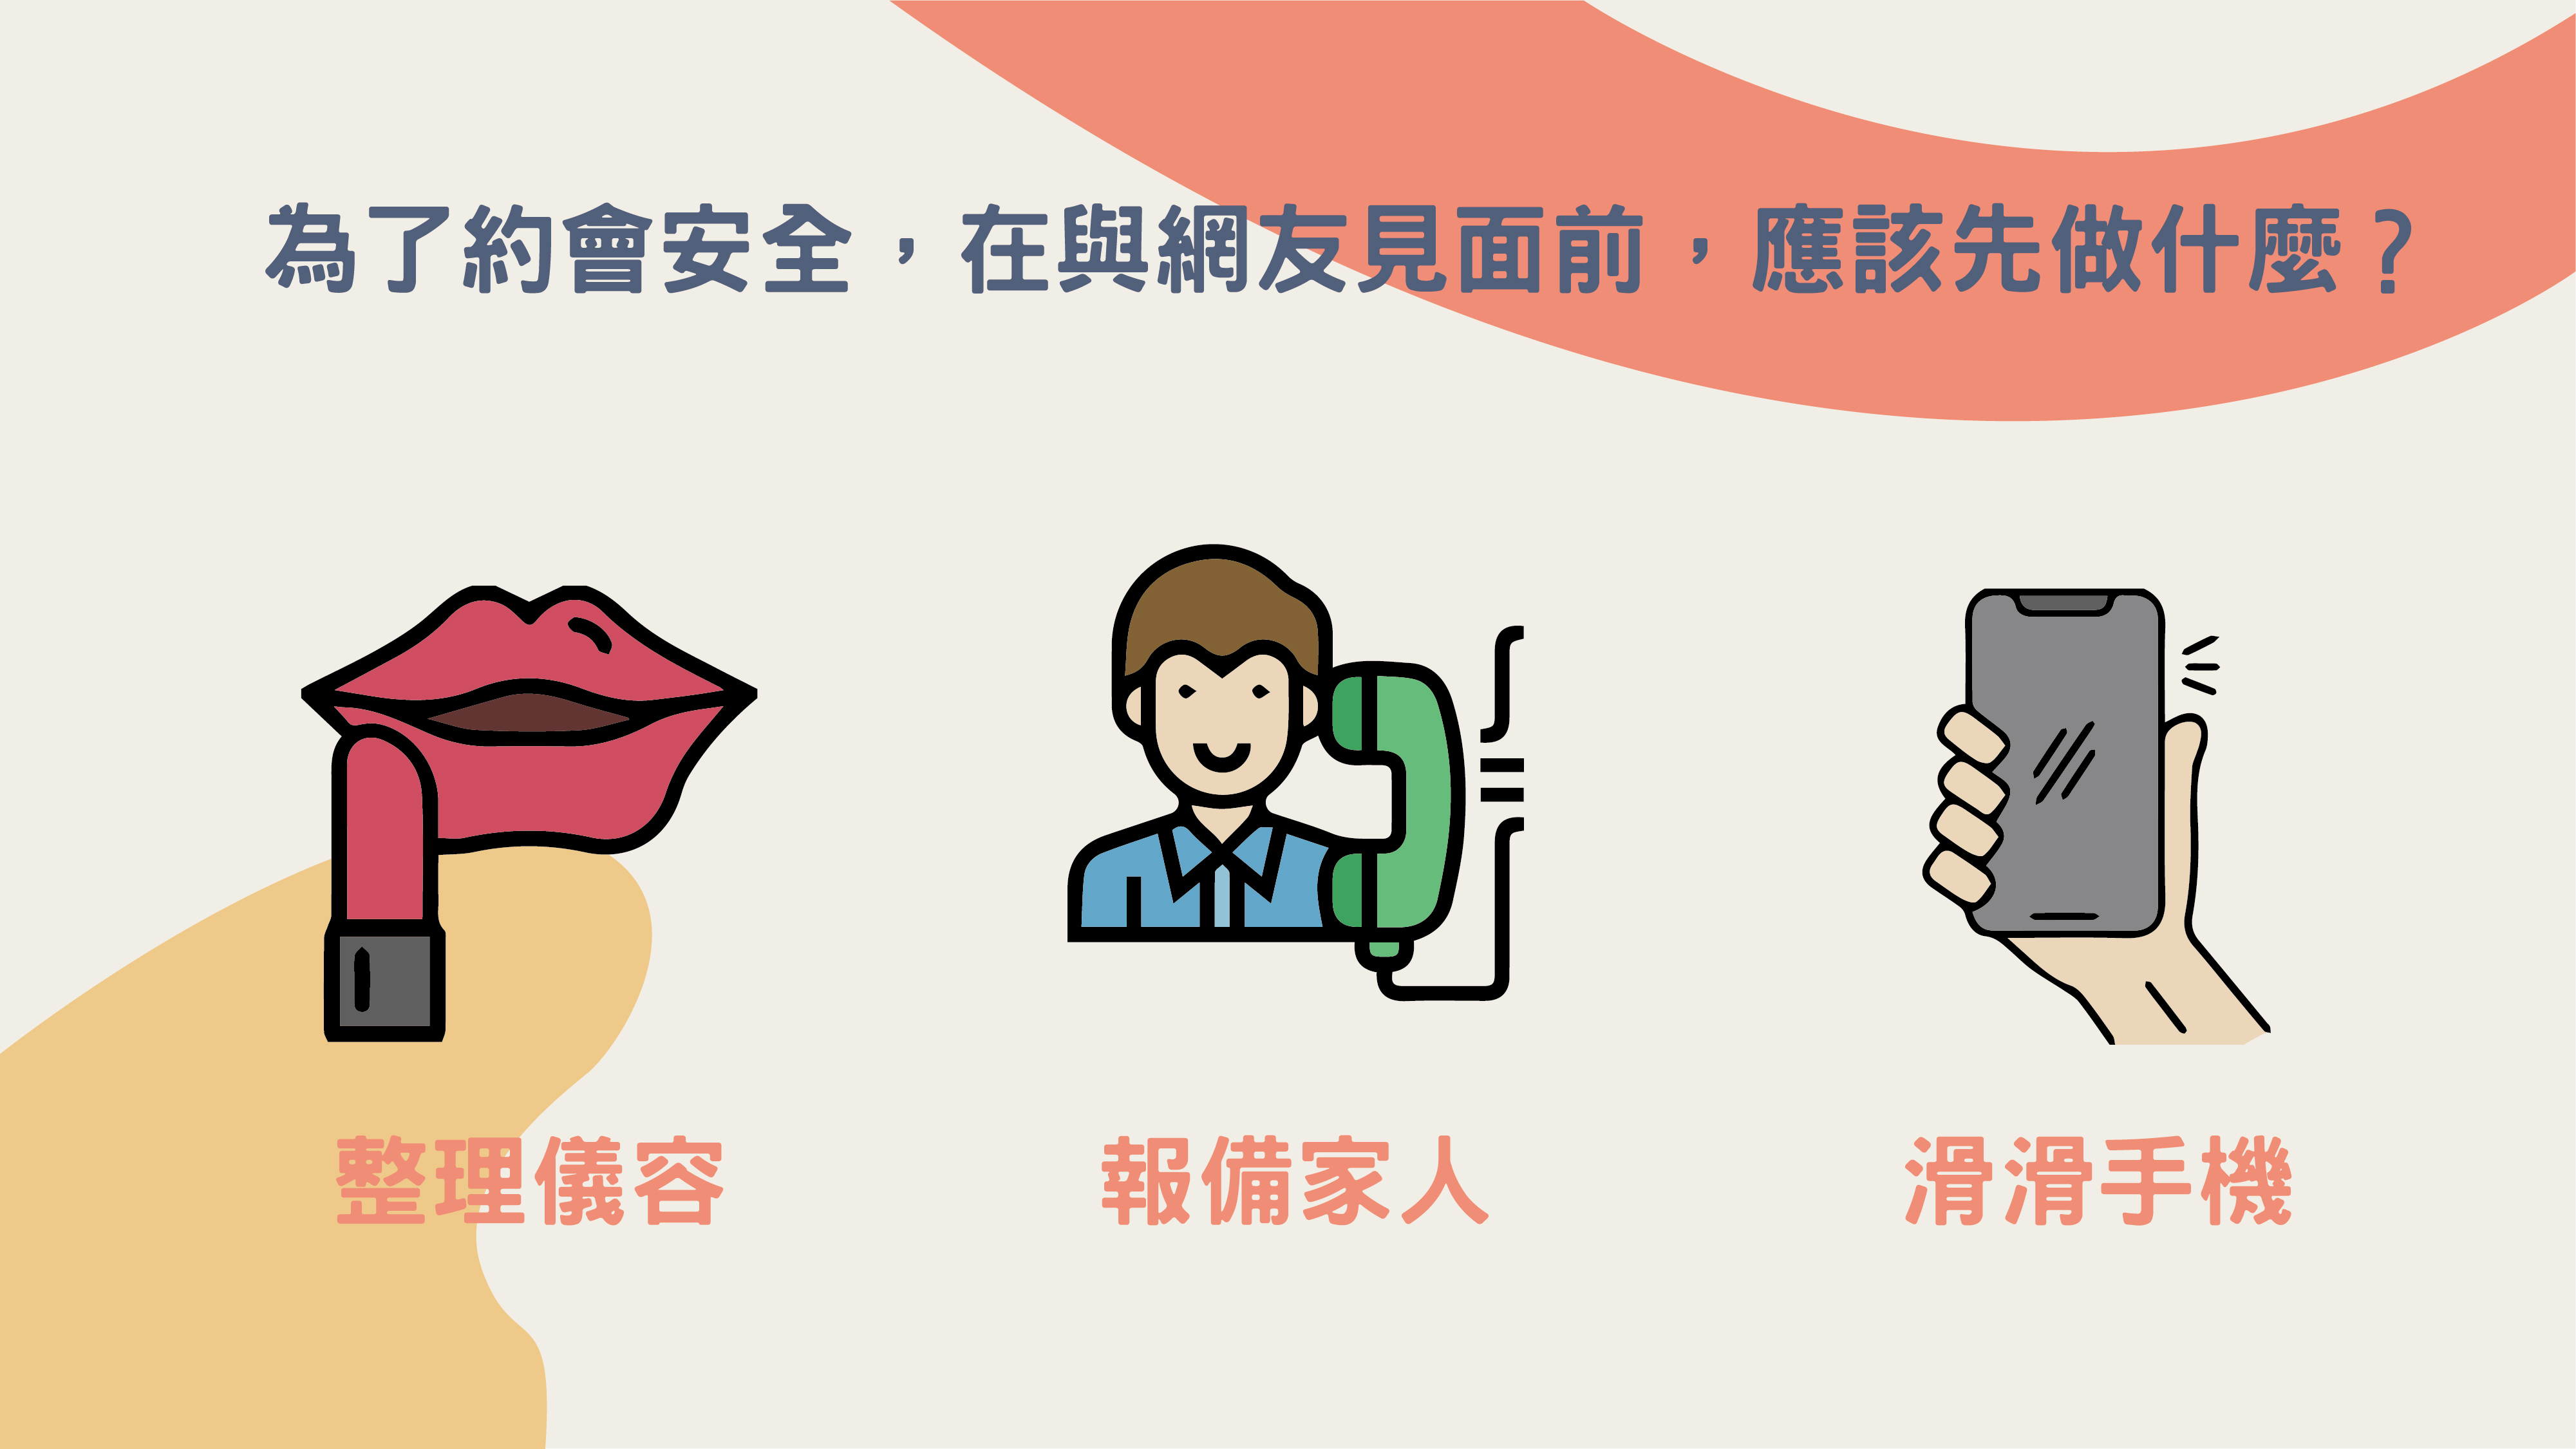 為了約會安全，在與網友見面前，應該先做什麼？
整理儀容
報備家人
滑滑手機